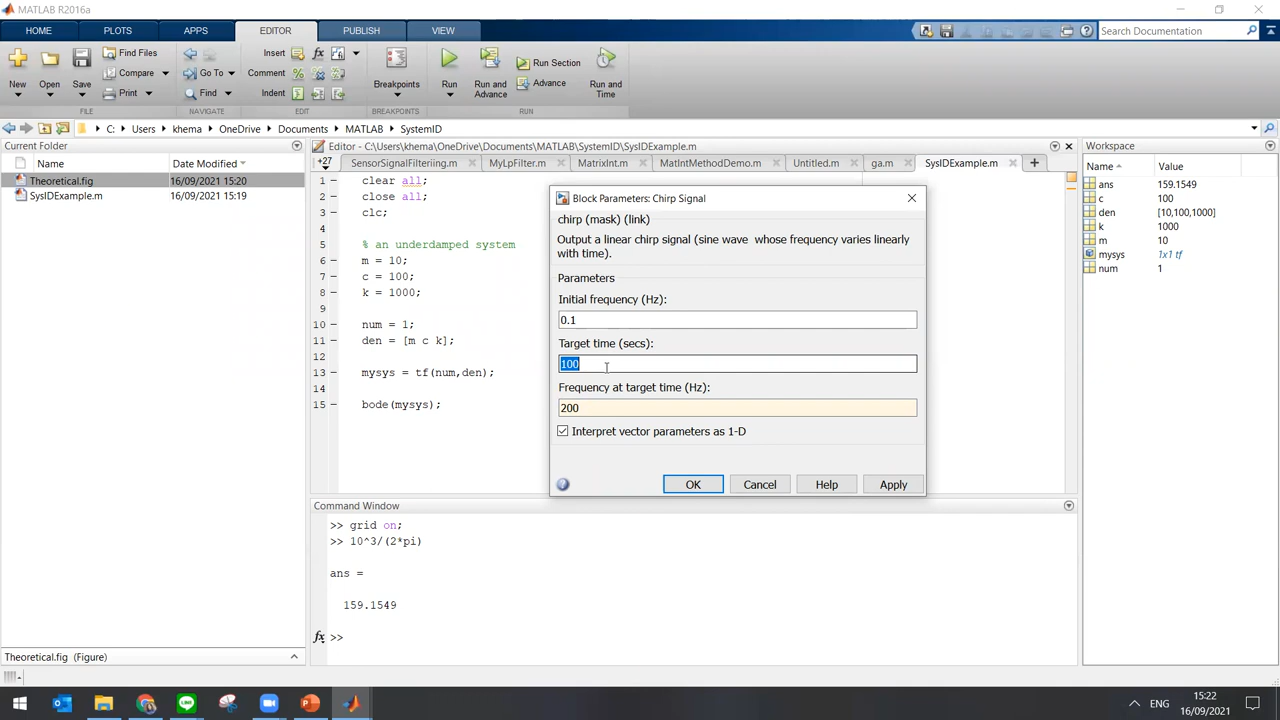 MATLAB R2016a
HOME PLOTS APPS EDITOR PUBLISH VIEW Search Documentation
New Open Save Find Files Compare Print Go To Find Insert Comment Indent fx Breakpoints Run Run and Advance Run Section Advance Run and Time
FILE NAVIGATE EDIT BREAKPOINTS RUN
C: Users khema OneDrive Documents MATLAB SystemID
Current Folder
Name Date Modified
Theoretical.fig 16/09/2021 15:20
SysIDExample.m 16/09/2021 15:19
Theoretical.fig (Figure)
Editor - C:\Users\khema\OneDrive\Documents\MATLAB\SystemID\SysIDExample.m
+27 SensorSignalFilteriing.m MyLpFilter.m MatrixInt.m MatIntMethodDemo.m Untitled.m ga.m SysIDExample.m
1 clear all;
2 close all;
3 clc;
4
5 % an underdamped system
6 m = 10;
7 c = 100;
8 k = 1000;
9
10 num = 1;
11 den = [m c k];
12
13 mysys = tf(num,den);
14
15 bode(mysys);
Block Parameters: Chirp Signal
chirp (mask) (link)
Output a linear chirp signal (sine wave whose frequency varies linearly
with time).
Parameters
Initial frequency (Hz):
0.1
Target time (secs):
100
Frequency at target time (Hz):
200
Interpret vector parameters as 1-D
OK Cancel Help Apply
Command Window
>> grid on;
>> 10^3/(2*pi)
ans =
159.1549
fx >>
Workspace
Name Value
ans 159.1549
c 100
den [10,100,1000]
k 1000
m 10
mysys 1x1 tf
num 1
ENG
15:22
16/09/2021